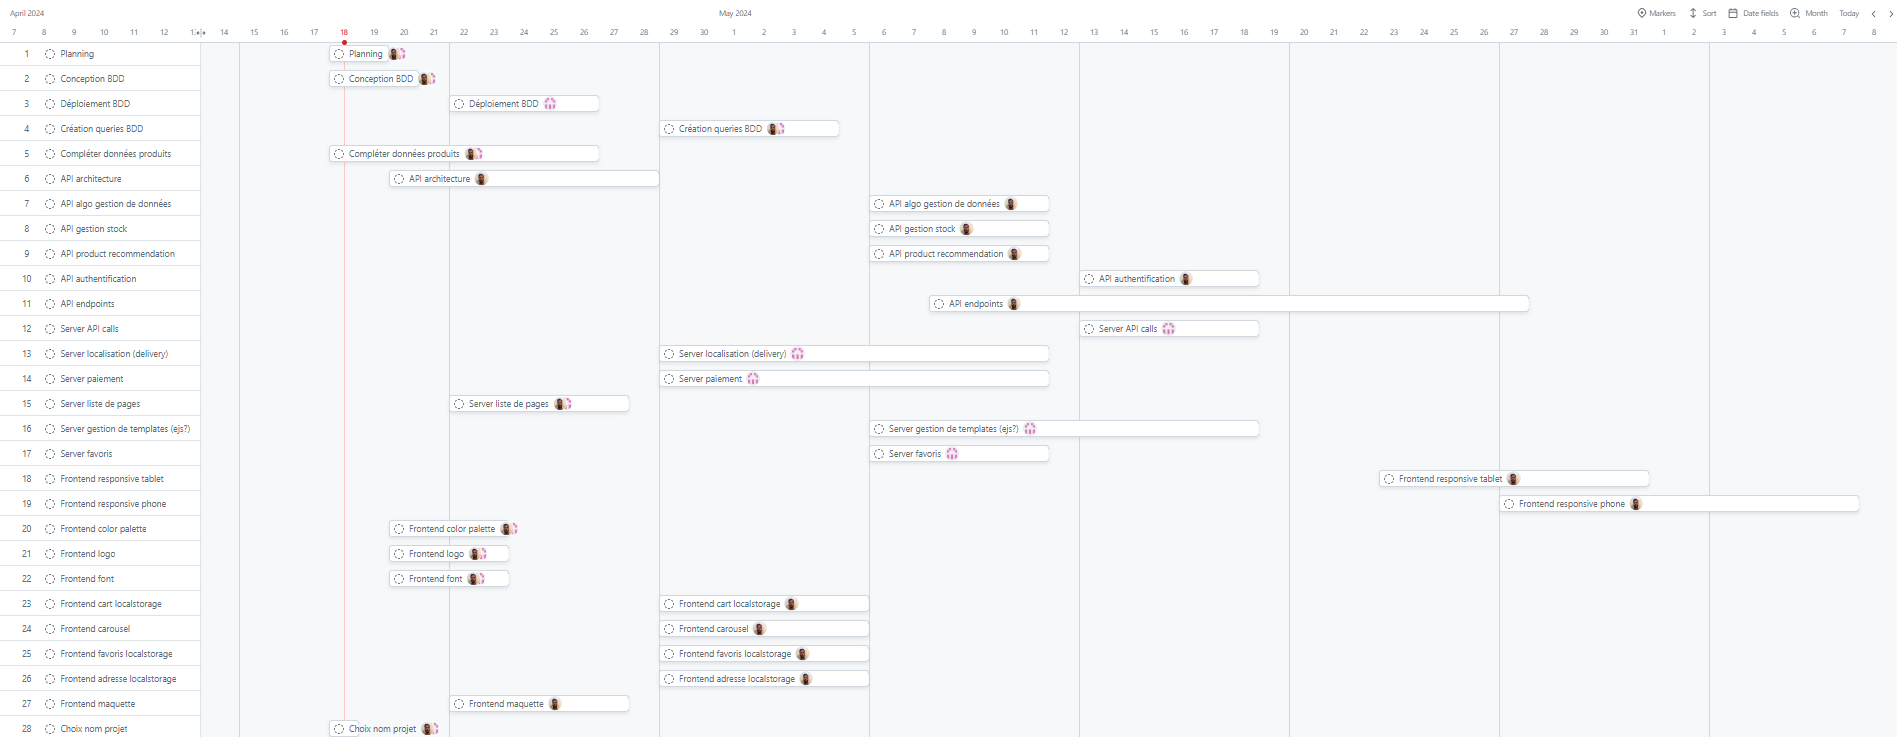 April 2024 May 2024 Markers Sort Date fields Month Today
7 8 9 10 11 12 13 14 15 16 17 18 19 20 21 22 23 24 25 26 27 28 29 30 1 2 3 4 5 6 7 8 9 10 11 12 13 14 15 16 17 18 19 20 21 22 23 24 25 26 27 28 29 30 31 1 2 3 4 5 6 7 8
1 Planning Planning
2 Conception BDD Conception BDD
3 Déploiement BDD Déploiement BDD
4 Création queries BDD Création queries BDD
5 Compléter données produits Compléter données produits
6 API architecture API architecture
7 API algo gestion de données API algo gestion de données
8 API gestion stock API gestion stock
9 API product recommendation API product recommendation
10 API authentification API authentification
11 API endpoints API endpoints
12 Server API calls Server API calls
13 Server localisation (delivery) Server localisation (delivery)
14 Server paiement Server paiement
15 Server liste de pages Server liste de pages
16 Server gestion de templates (ejs?) Server gestion de templates (ejs?)
17 Server favoris Server favoris
18 Frontend responsive tablet Frontend responsive tablet
19 Frontend responsive phone Frontend responsive phone
20 Frontend color palette Frontend color palette
21 Frontend logo Frontend logo
22 Frontend font Frontend font
23 Frontend cart localstorage Frontend cart localstorage
24 Frontend carousel Frontend carousel
25 Frontend favoris localstorage Frontend favoris localstorage
26 Frontend adresse localstorage Frontend adresse localstorage
27 Frontend maquette Frontend maquette
28 Choix nom projet Choix nom projet